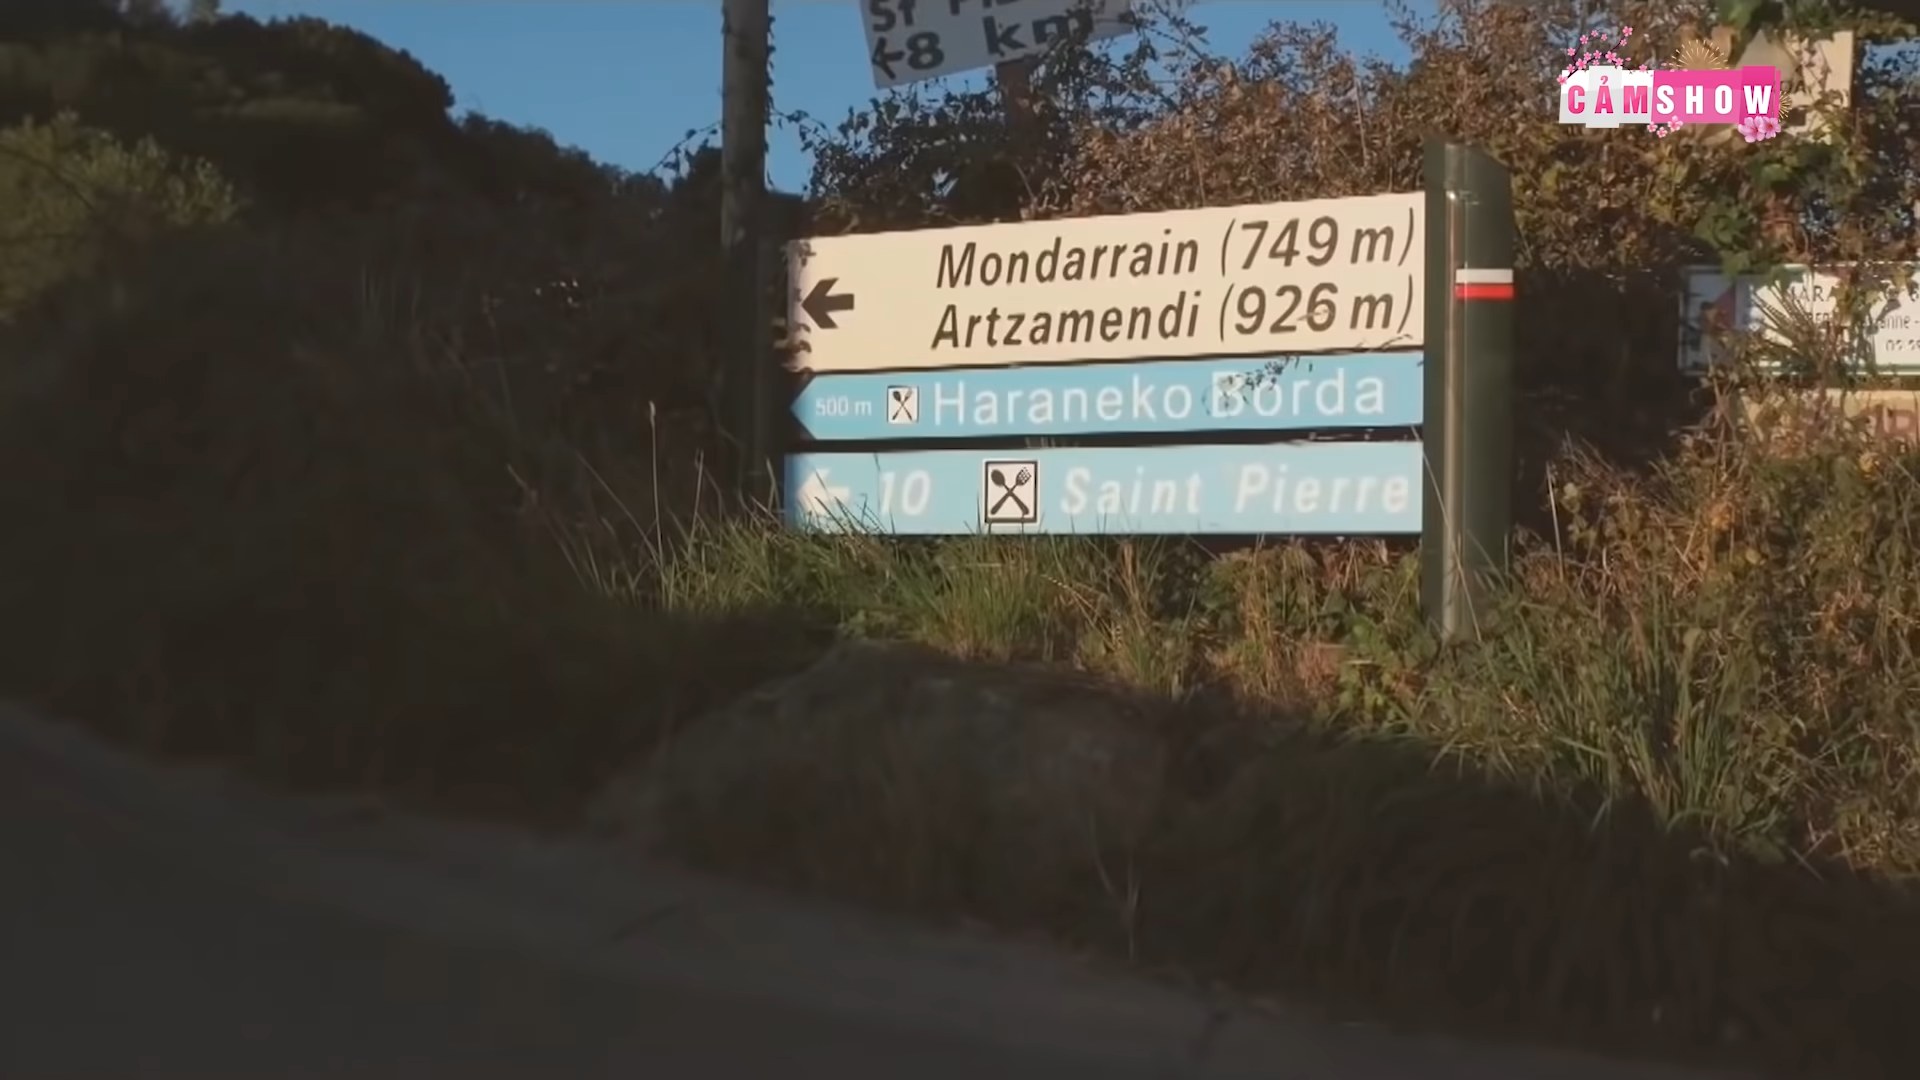 ←8 km
CẢMSHOW
Mondarrain (749 m)
Artzamendi (926 m)
500 m Haraneko Borda
10 Saint Pierre